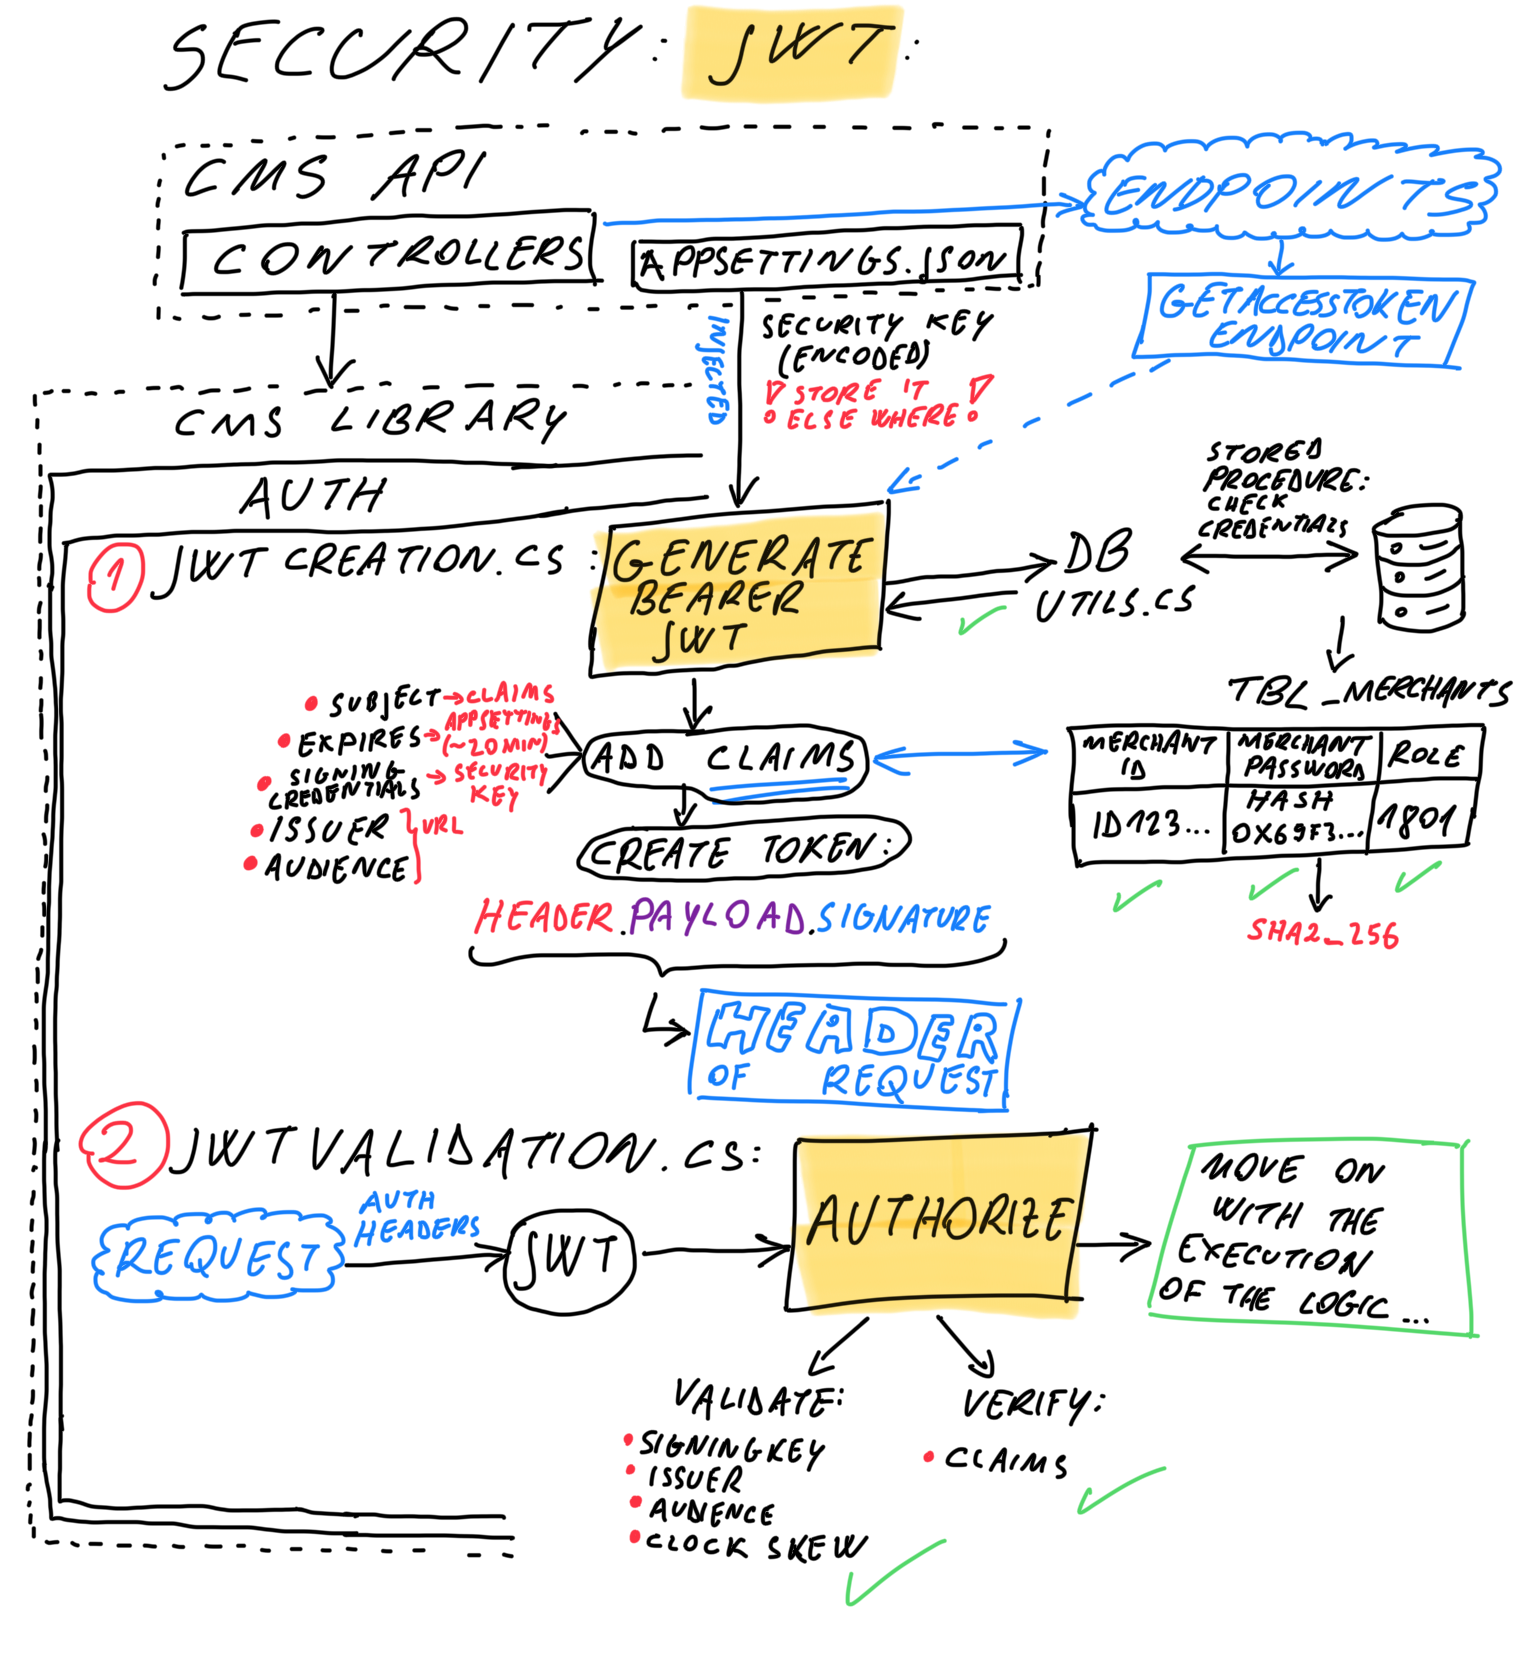 SECURITY: JWT:
CMS API
CONTROLLERS
APPSETTINGS.JSON
ENDPOINTS
GETACCESSTOKEN
ENDPOINT
INJECTED
SECURITY KEY
(ENCODED)
! STORE IT !
ELSE WHERE
CMS LIBRARY
AUTH
1 JWT CREATION.CS:
GENERATE
BEARER
JWT
DB
UTILS.CS
STORED
PROCEDURE:
CHECK
CREDENTIALS
TBL_MERCHANTS
MERCHANT
ID
MERCHANT
PASSWORD
ROLE
ID123...
HASH
0X69F3...
1801
SHA2_256
• SUBJECT → CLAIMS
• EXPIRES → APPSETTINGS
(~20MIN)
• SIGNING
CREDENTIALS → SECURITY
KEY
• ISSUER } URL
• AUDIENCE
ADD CLAIMS
CREATE TOKEN:
HEADER.PAYLOAD.SIGNATURE
HEADER
OF REQUEST
2 JWTVALIDATION.CS:
REQUEST
AUTH
HEADERS
JWT
AUTHORIZE
MOVE ON
WITH THE
EXECUTION
OF THE LOGIC...
VALIDATE:
• SIGNINGKEY
• ISSUER
• AUDIENCE
• CLOCK SKEW
VERIFY:
• CLAIMS